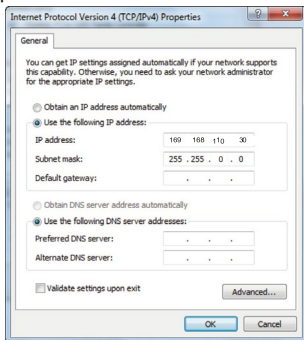 Internet Protocol Version 4 (TCP/IPv4) Properties
General
You can get IP settings assigned automatically if your network supports
this capability. Otherwise, you need to ask your network administrator
for the appropriate IP settings.
Obtain an IP address automatically
Use the following IP address:
IP address: 169 168 110 30
Subnet mask: 255 . 255 . 0 . 0
Default gateway: . . .
Obtain DNS server address automatically
Use the following DNS server addresses:
Preferred DNS server: . . .
Alternate DNS server: . . .
Validate settings upon exit
Advanced...
OK Cancel